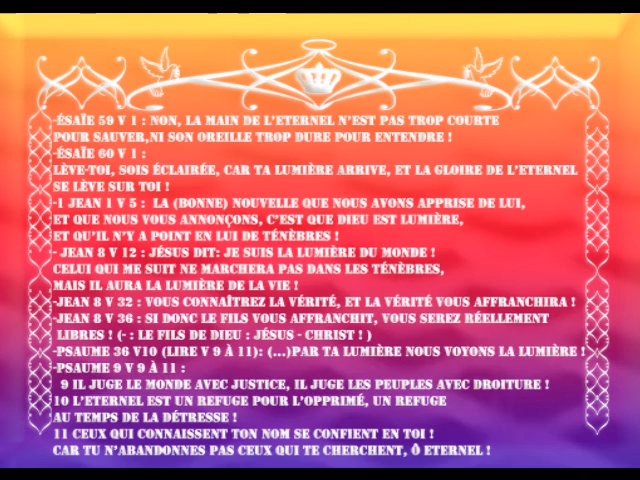 -ÉSAÏE 59 V 1 : NON, LA MAIN DE L'ETERNEL N'EST PAS TROP COURTE
POUR SAUVER,NI SON OREILLE TROP DURE POUR ENTENDRE !
-ÉSAÏE 60 V 1 :
LÈVE-TOI, SOIS ÉCLAIRÉE, CAR TA LUMIÈRE ARRIVE, ET LA GLOIRE DE L'ETERNEL
SE LÈVE SUR TOI !
-1 JEAN 1 V 5 : LA (BONNE) NOUVELLE QUE NOUS AVONS APPRISE DE LUI,
ET QUE NOUS VOUS ANNONÇONS, C'EST QUE DIEU EST LUMIÈRE,
ET QU'IL N'Y A POINT EN LUI DE TÉNÈBRES !
- JEAN 8 V 12 : JÉSUS DIT: JE SUIS LA LUMIÈRE DU MONDE !
CELUI QUI ME SUIT NE MARCHERA PAS DANS LES TÉNÈBRES,
MAIS IL AURA LA LUMIÈRE DE LA VIE !
-JEAN 8 V 32 : VOUS CONNAÎTREZ LA VÉRITÉ, ET LA VÉRITÉ VOUS AFFRANCHIRA !
-JEAN 8 V 36 : SI DONC LE FILS VOUS AFFRANCHIT, VOUS SEREZ RÉELLEMENT
LIBRES ! (- : LE FILS DE DIEU : JÉSUS - CHRIST ! )
-PSAUME 36 V10 (LIRE V 9 À 11): (...)PAR TA LUMIÈRE NOUS VOYONS LA LUMIÈRE !
-PSAUME 9 V 9 À 11 :
9 IL JUGE LE MONDE AVEC JUSTICE, IL JUGE LES PEUPLES AVEC DROITURE !
10 L'ETERNEL EST UN REFUGE POUR L'OPPRIMÉ, UN REFUGE
AU TEMPS DE LA DÉTRESSE !
11 CEUX QUI CONNAISSENT TON NOM SE CONFIENT EN TOI !
CAR TU N'ABANDONNES PAS CEUX QUI TE CHERCHENT, Ô ETERNEL !